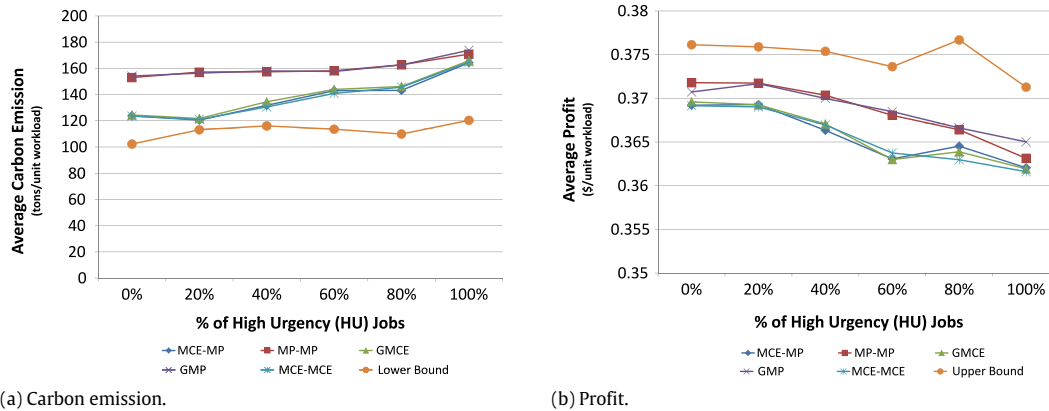 200
180
160
140
120
100
80
60
40
20
0
Average Carbon Emission
(tons/unit workload)
0% 20% 40% 60% 80% 100%
% of High Urgency (HU) Jobs
MCE-MP MP-MP GMCE
GMP MCE-MCE Lower Bound
(a) Carbon emission.
0.38
0.375
0.37
0.365
0.36
0.355
0.35
Average Profit
($/unit workload)
0% 20% 40% 60% 80% 100%
% of High Urgency (HU) Jobs
MCE-MP MP-MP GMCE
GMP MCE-MCE Upper Bound
(b) Profit.